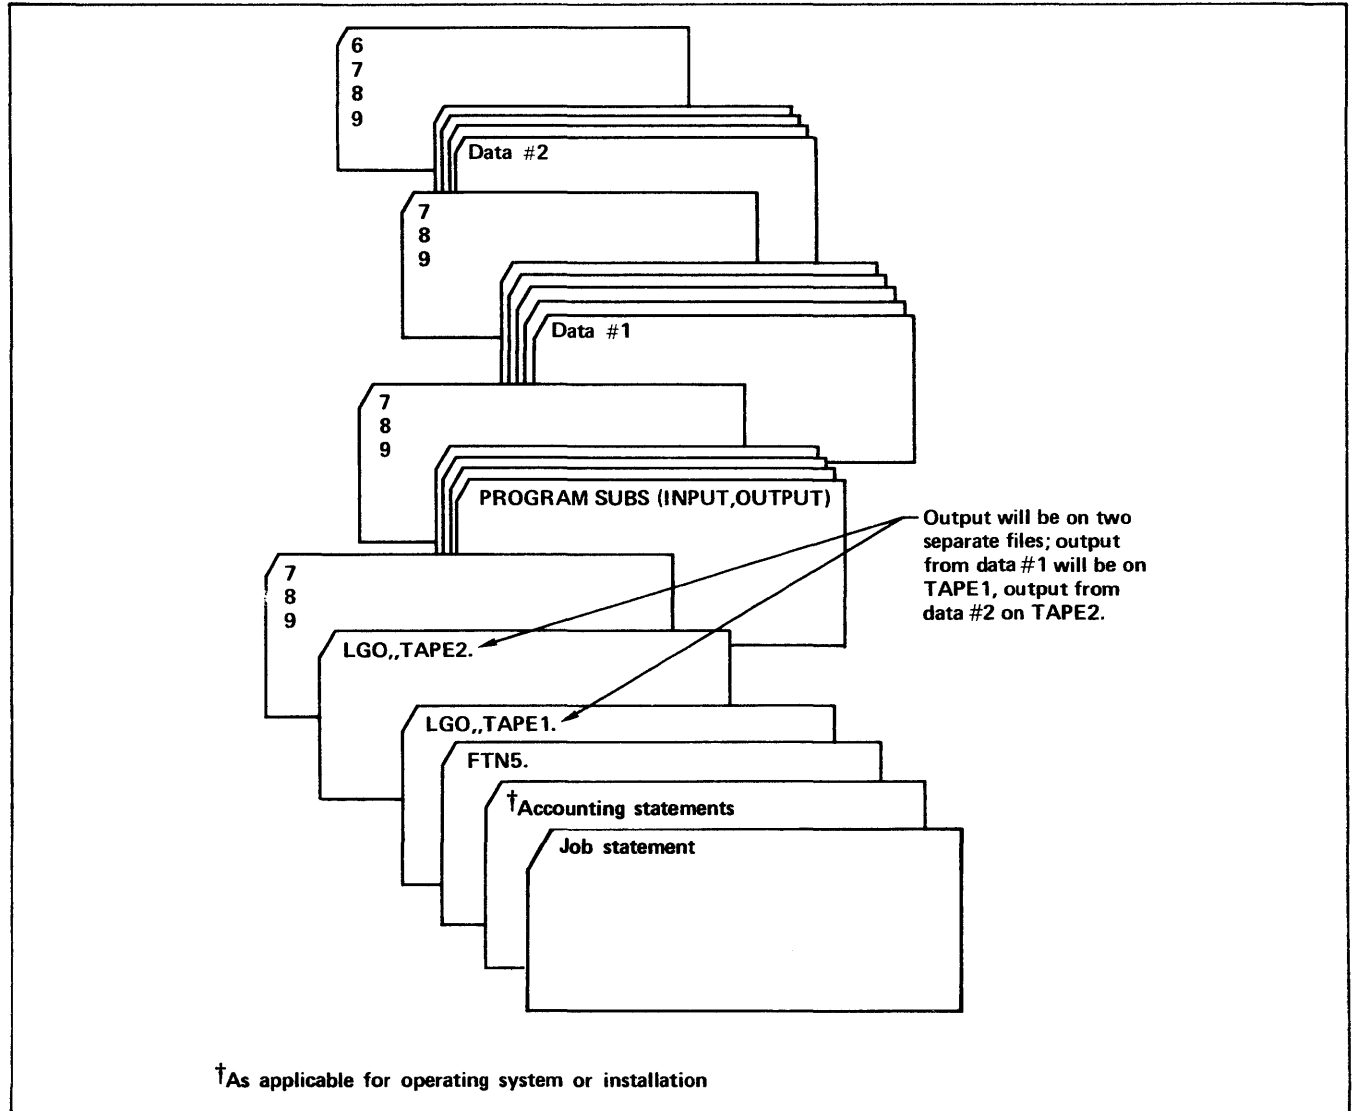 6
7
8
9
Data #2
7
8
9
Data #1
7
8
9
PROGRAM SUBS (INPUT,OUTPUT)
Output will be on two
separate files; output
from data #1 will be on
TAPE1, output from
data #2 on TAPE2.
7
8
9
LGO,,TAPE2.
LGO,,TAPE1.
FTN5.
†Accounting statements
Job statement
†As applicable for operating system or installation